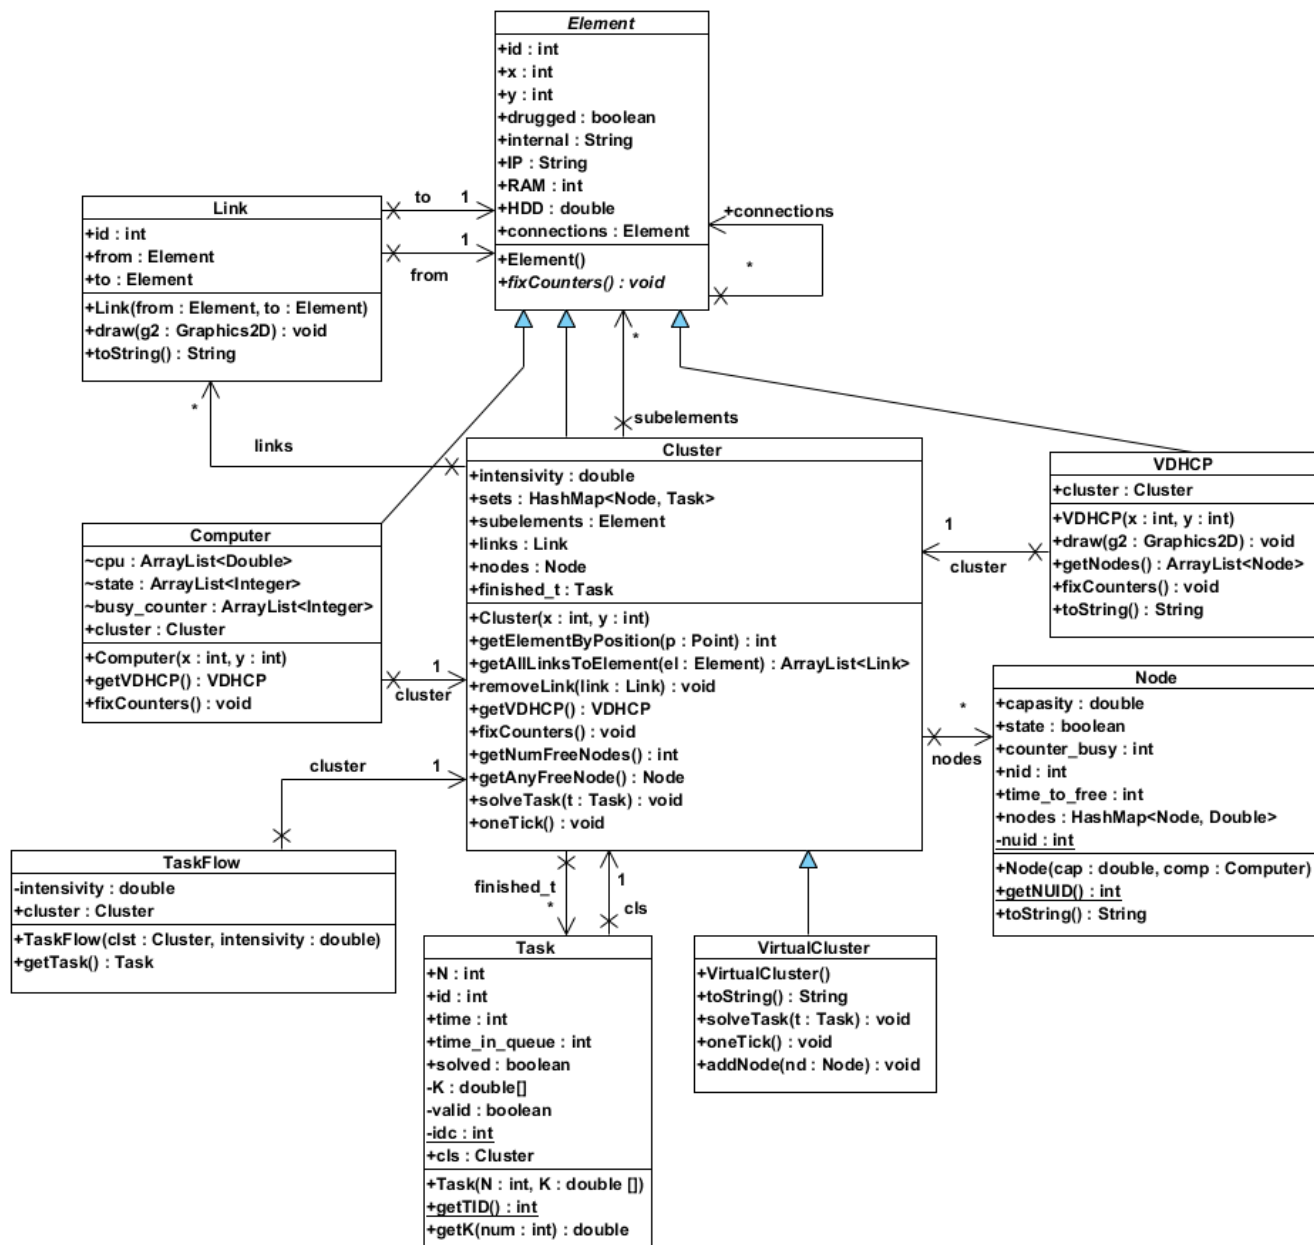 Element
+id : int
+x : int
+y : int
+drugged : boolean
+internal : String
+IP : String
+RAM : int
+HDD : double
+connections : Element
+Element()
+fixCounters() : void
+connections
*
to
1
1
from
Link
+id : int
+from : Element
+to : Element
+Link(from : Element, to : Element)
+draw(g2 : Graphics2D) : void
+toString() : String
*
links
*
subelements
Cluster
+intensivity : double
+sets : HashMap<Node, Task>
+subelements : Element
+links : Link
+nodes : Node
+finished_t : Task
+Cluster(x : int, y : int)
+getElementByPosition(p : Point) : int
+getAllLinksToElement(el : Element) : ArrayList<Link>
+removeLink(link : Link) : void
+getVDHCP() : VDHCP
+fixCounters() : void
+getNumFreeNodes() : int
+getAnyFreeNode() : Node
+solveTask(t : Task) : void
+oneTick() : void
VDHCP
+cluster : Cluster
+VDHCP(x : int, y : int)
+draw(g2 : Graphics2D) : void
+getNodes() : ArrayList<Node>
+fixCounters() : void
+toString() : String
1
cluster
Computer
~cpu : ArrayList<Double>
~state : ArrayList<Integer>
~busy_counter : ArrayList<Integer>
+cluster : Cluster
+Computer(x : int, y : int)
+getVDHCP() : VDHCP
+fixCounters() : void
1
cluster
Node
+capasity : double
+state : boolean
+counter_busy : int
+nid : int
+time_to_free : int
+nodes : HashMap<Node, Double>
-nuid : int
+Node(cap : double, comp : Computer)
+getNUID() : int
+toString() : String
*
nodes
cluster
1
TaskFlow
-intensivity : double
+cluster : Cluster
+TaskFlow(clst : Cluster, intensivity : double)
+getTask() : Task
finished_t
*
1
cls
Task
+N : int
+id : int
+time : int
+time_in_queue : int
+solved : boolean
-K : double[]
-valid : boolean
-idc : int
+cls : Cluster
+Task(N : int, K : double [])
+getTID() : int
+getK(num : int) : double
VirtualCluster
+VirtualCluster()
+toString() : String
+solveTask(t : Task) : void
+oneTick() : void
+addNode(nd : Node) : void